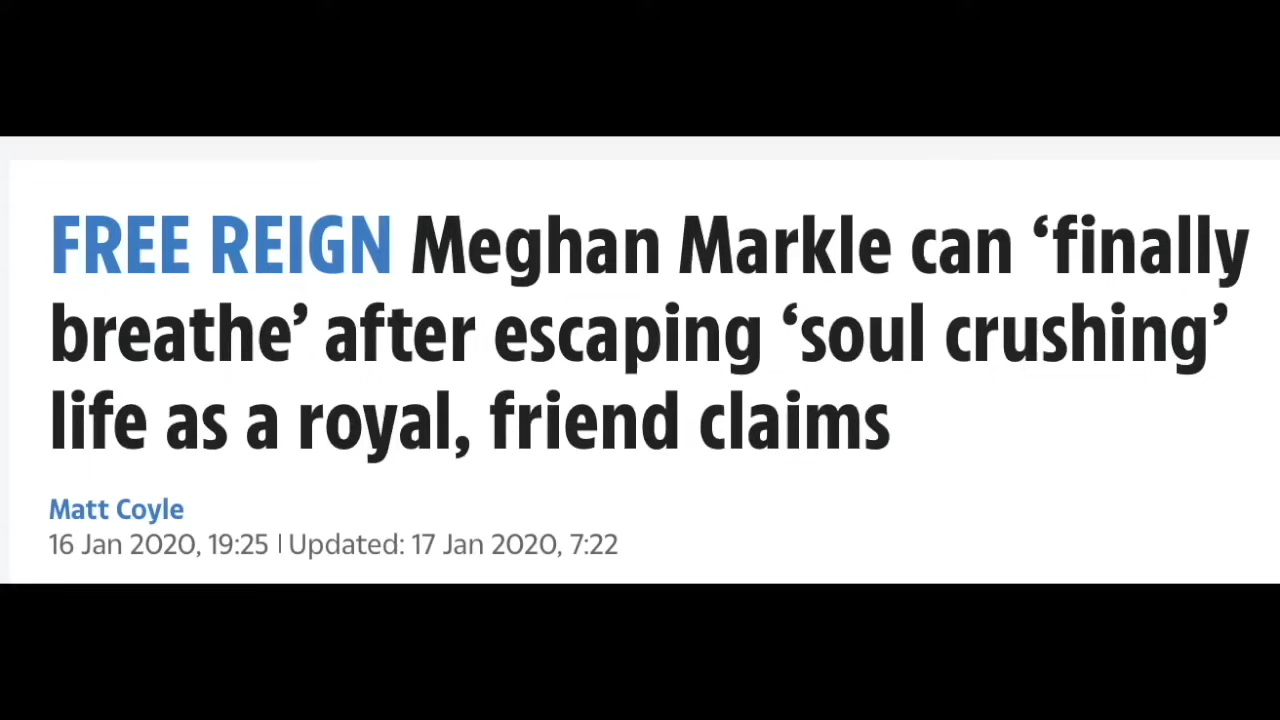 FREE REIGN Meghan Markle can ‘finally
breathe’ after escaping ‘soul crushing’
life as a royal, friend claims
Matt Coyle
16 Jan 2020, 19:25 | Updated: 17 Jan 2020, 7:22